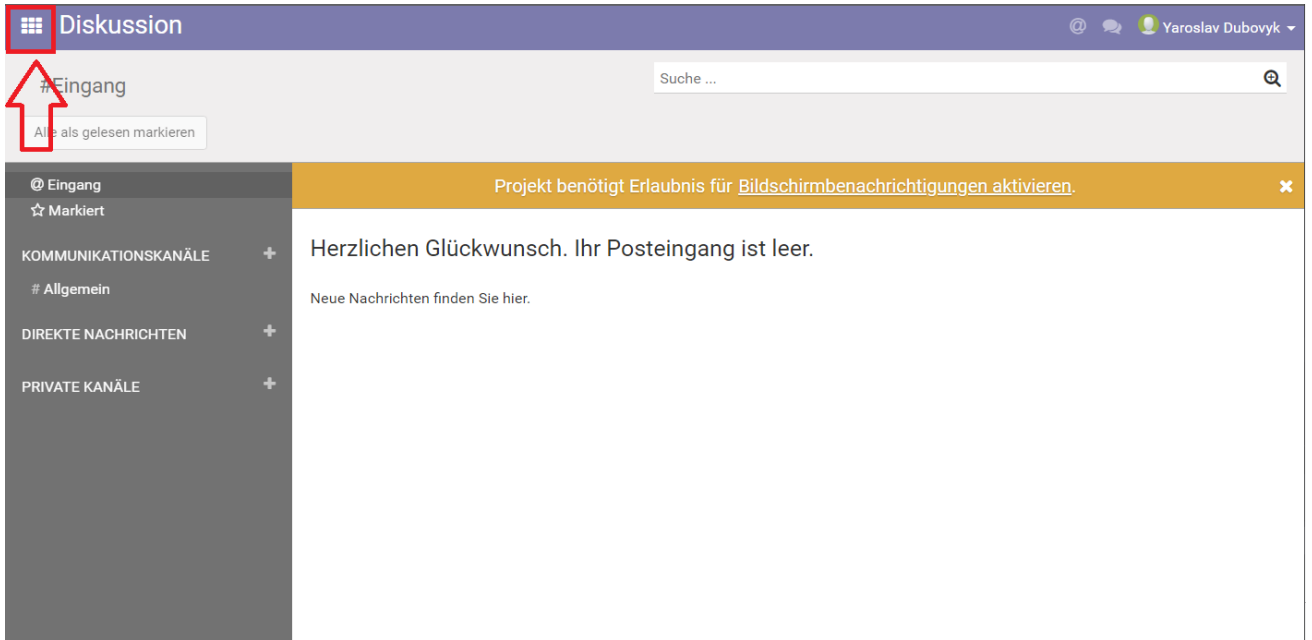 Diskussion
@ Yaroslav Dubovyk
#Eingang
Suche ...
Alle als gelesen markieren
@ Eingang
Markiert
KOMMUNIKATIONSKANÄLE +
# Allgemein
DIREKTE NACHRICHTEN +
PRIVATE KANÄLE +
Projekt benötigt Erlaubnis für Bildschirmbenachrichtigungen aktivieren.
Herzlichen Glückwunsch. Ihr Posteingang ist leer.
Neue Nachrichten finden Sie hier.